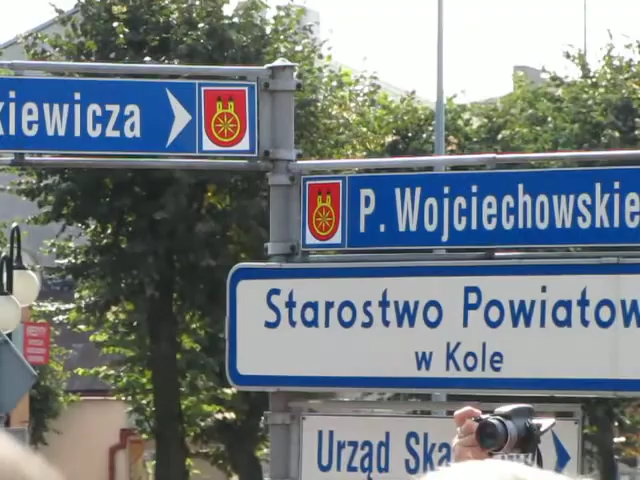 kiewicza
P. Wojciechowskie
Starostwo Powiatow
w Kole
Urząd Ska